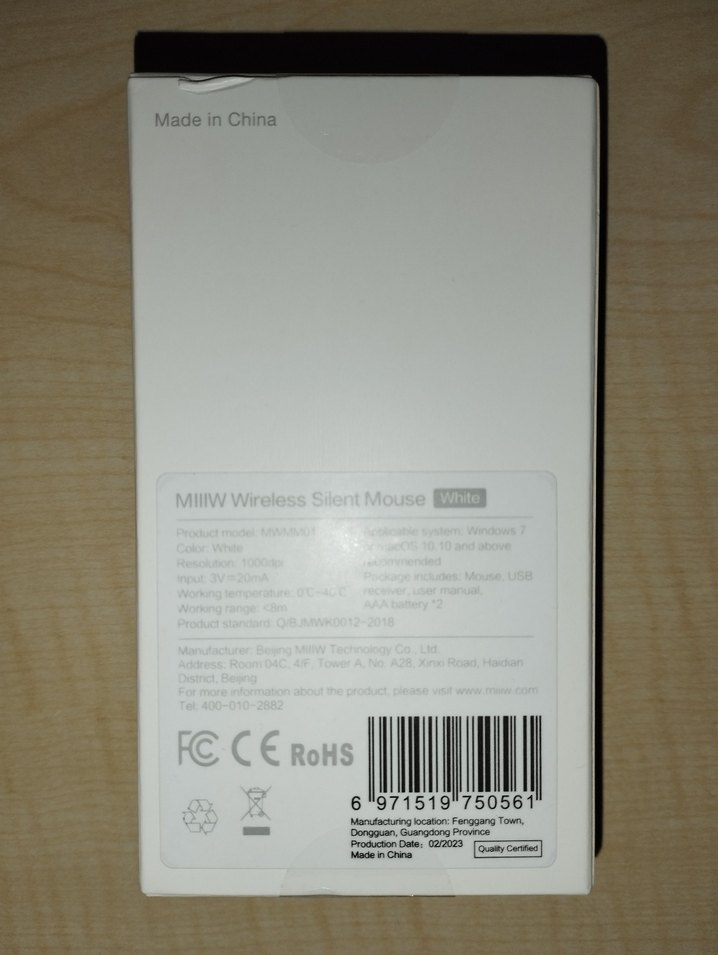 Made in China
MIIIW Wireless Silent Mouse White
Product model: MWMM01
Color: White
Resolution: 1000dpi
Input: 3V⎓20mA
Working temperature: 0℃~40℃
Working range: <8m
Product standard: Q/BJMWK0012-2018
Applicable system: Windows 7
or macOS 10.10 and above
recommended
Package includes: Mouse, USB
receiver, user manual,
AAA battery *2
Manufacturer: Beijing MIIIW Technology Co., Ltd.
Address: Room 04C, 4/F, Tower A, No. A28, Xinxi Road, Haidian
District, Beijing
For more information about the product, please visit www.miiiw.com
Tel: 400-010-2882
FC CE RoHS
6 971519 750561
Manufacturing location: Fenggang Town,
Dongguan, Guangdong Province
Production Date: 02/2023
Made in China
Quality Certified